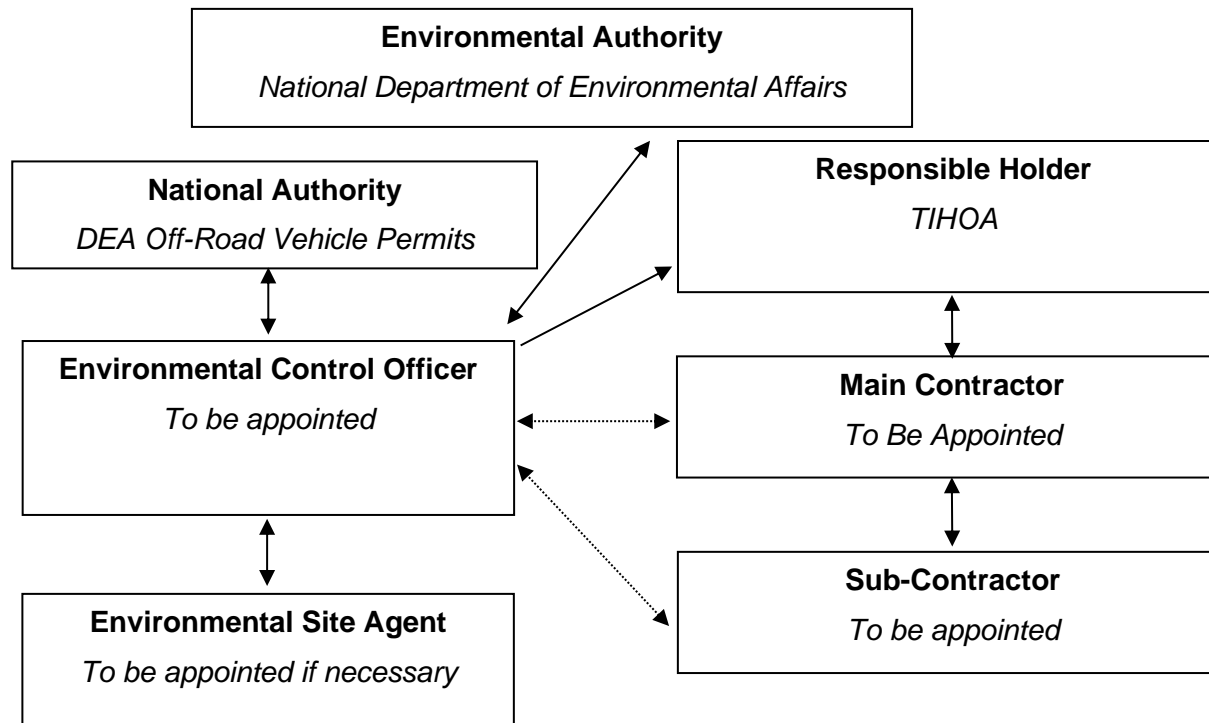 Environmental Authority
National Department of Environmental Affairs
National Authority
DEA Off-Road Vehicle Permits
Responsible Holder
TIHOA
Environmental Control Officer
To be appointed
Main Contractor
To Be Appointed
Environmental Site Agent
To be appointed if necessary
Sub-Contractor
To be appointed